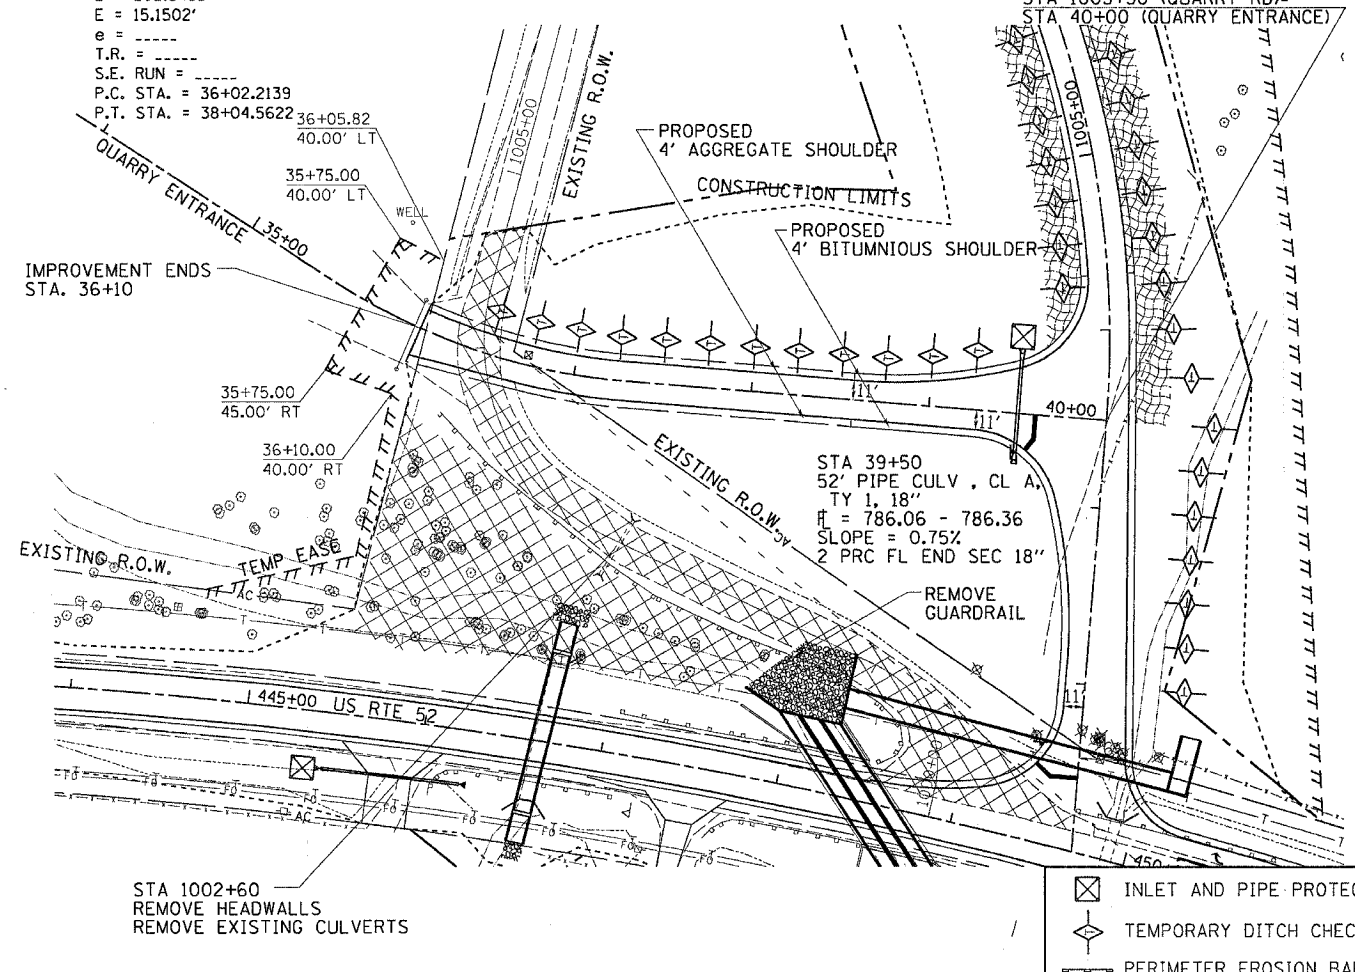 E = 15.1502'
e = _____
T.R. = _____
S.E. RUN = _____
P.C. STA. = 36+02.2139
P.T. STA. = 38+04.5622
STA 40+00 (QUARRY ENTRANCE)
36+05.82
40.00' LT
35+75.00
40.00' LT
QUARRY ENTRANCE
35+00
WELL
1005+00
EXISTING R.O.W.
PROPOSED
4' AGGREGATE SHOULDER
CONSTRUCTION LIMITS
PROPOSED
4' BITUMNIOUS SHOULDER
1005+00
IMPROVEMENT ENDS
STA. 36+10
35+75.00
45.00' RT
36+10.00
40.00' RT
11'
11'
40+00
EXISTING R.O.W.
AC
STA 39+50
52' PIPE CULV , CL A,
TY 1, 18"
FL = 786.06 - 786.36
SLOPE = 0.75%
2 PRC FL END SEC 18"
REMOVE
GUARDRAIL
EXISTING R.O.W.
TEMP EASE
AC
11'
445+00 US RTE 52
AC
450
STA 1002+60
REMOVE HEADWALLS
REMOVE EXISTING CULVERTS
INLET AND PIPE PROTEC
TEMPORARY DITCH CHEC
PERIMETER EROSION BAR